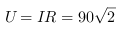 U = IR = 90√2